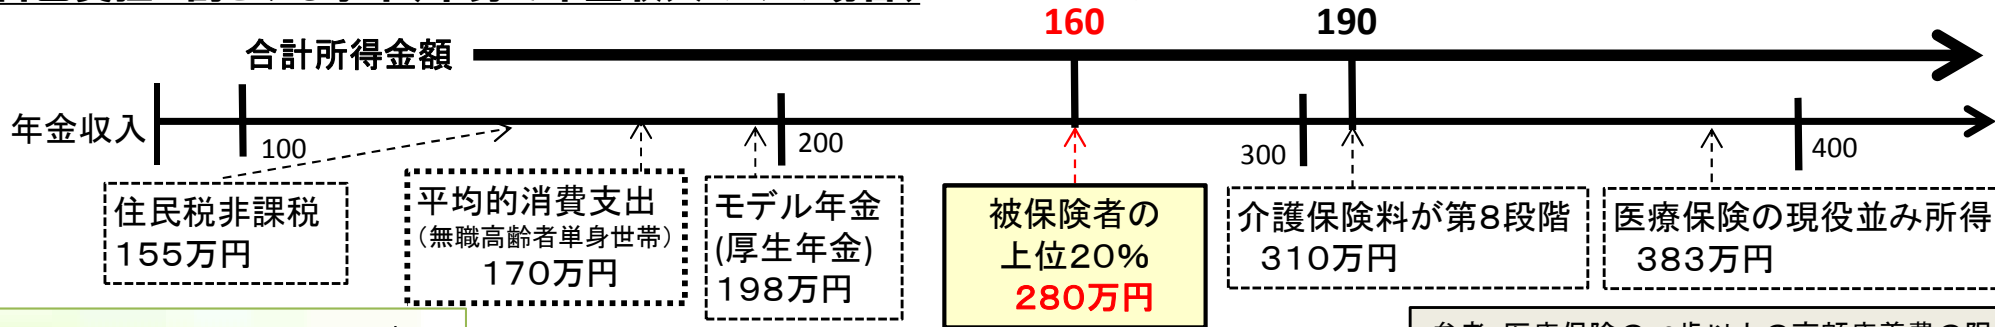 160
190
合計所得金額
年金収入
100
200
300
400
住民税非課税
155万円
平均的消費支出
（無職高齢者単身世帯）
170万円
モデル年金
(厚生年金)
198万円
被保険者の
上位20%
280万円
介護保険料が第8段階
310万円
医療保険の現役並み所得
383万円